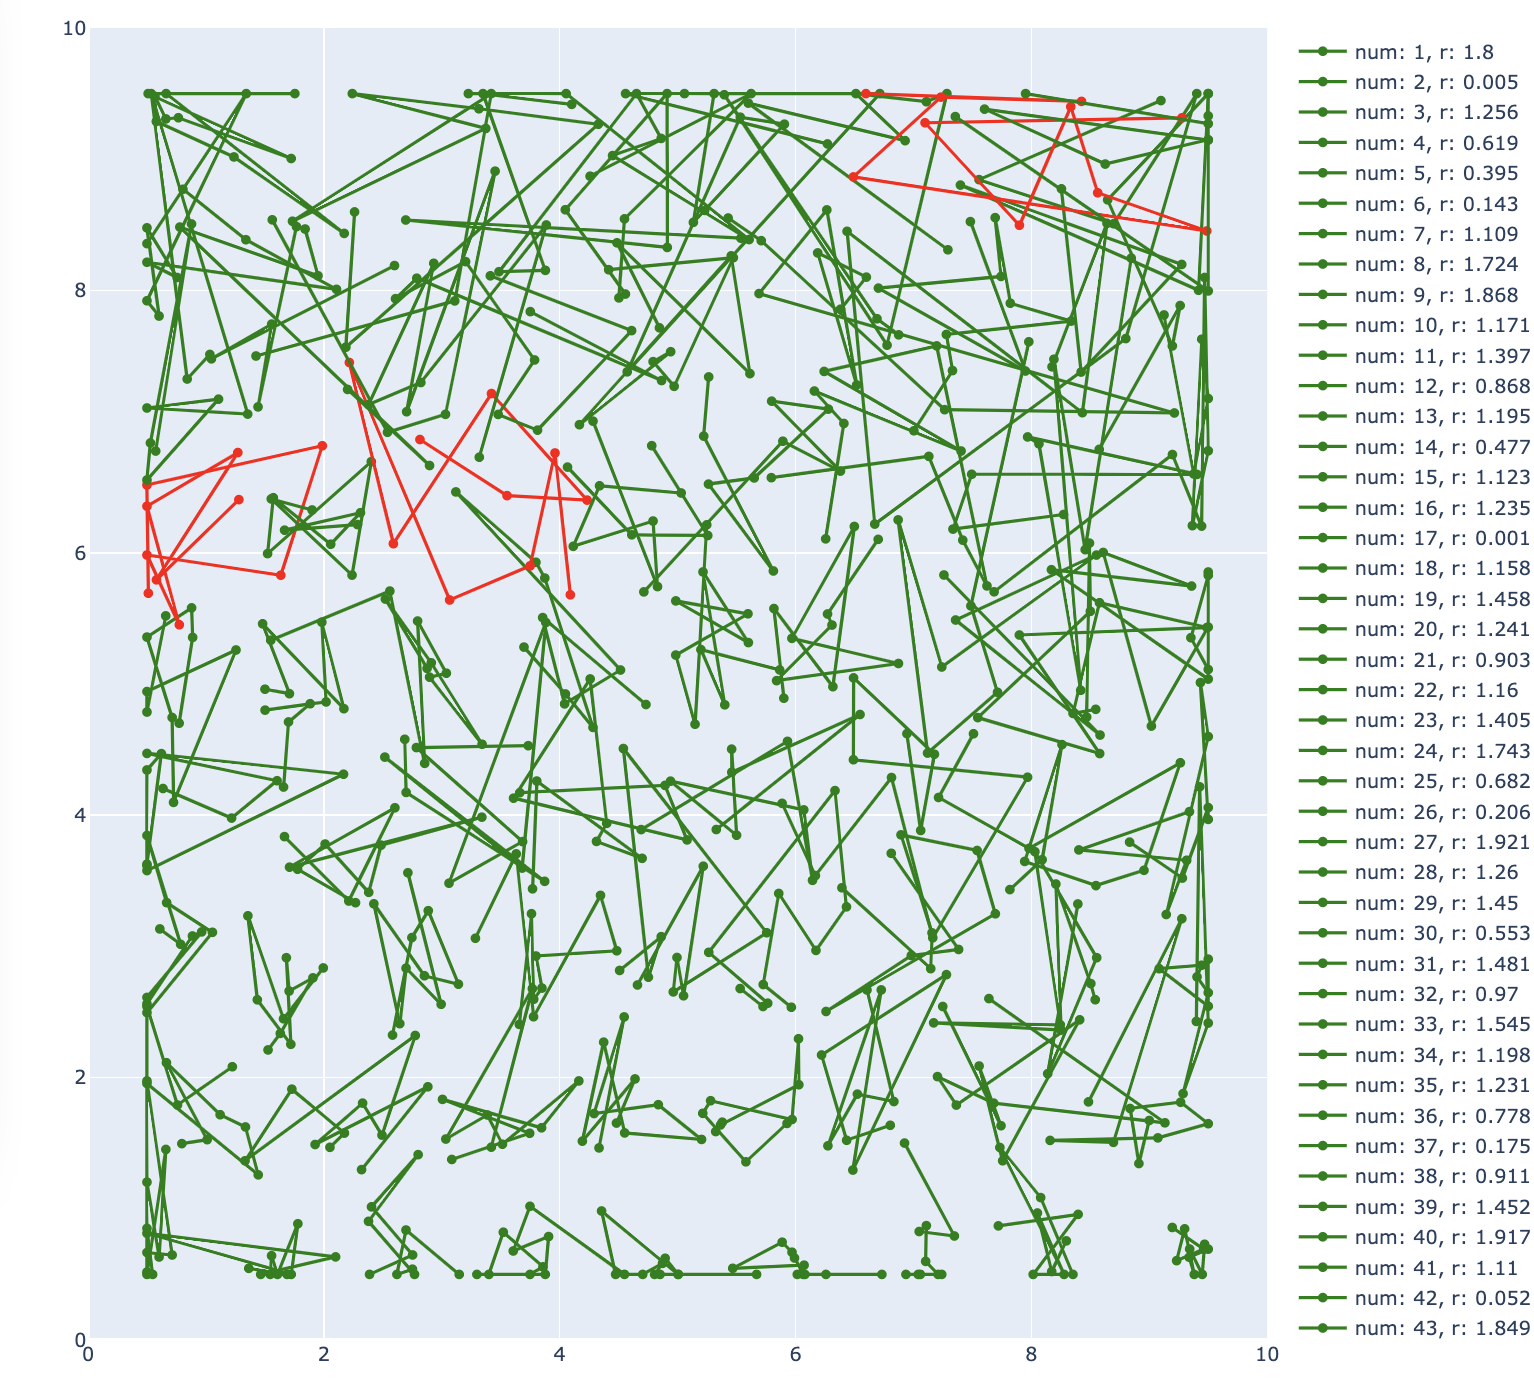 10
8
6
4
2
0
0 2 4 6 8 10
num: 1, r: 1.8
num: 2, r: 0.005
num: 3, r: 1.256
num: 4, r: 0.619
num: 5, r: 0.395
num: 6, r: 0.143
num: 7, r: 1.109
num: 8, r: 1.724
num: 9, r: 1.868
num: 10, r: 1.171
num: 11, r: 1.397
num: 12, r: 0.868
num: 13, r: 1.195
num: 14, r: 0.477
num: 15, r: 1.123
num: 16, r: 1.235
num: 17, r: 0.001
num: 18, r: 1.158
num: 19, r: 1.458
num: 20, r: 1.241
num: 21, r: 0.903
num: 22, r: 1.16
num: 23, r: 1.405
num: 24, r: 1.743
num: 25, r: 0.682
num: 26, r: 0.206
num: 27, r: 1.921
num: 28, r: 1.26
num: 29, r: 1.45
num: 30, r: 0.553
num: 31, r: 1.481
num: 32, r: 0.97
num: 33, r: 1.545
num: 34, r: 1.198
num: 35, r: 1.231
num: 36, r: 0.778
num: 37, r: 0.175
num: 38, r: 0.911
num: 39, r: 1.452
num: 40, r: 1.917
num: 41, r: 1.11
num: 42, r: 0.052
num: 43, r: 1.849